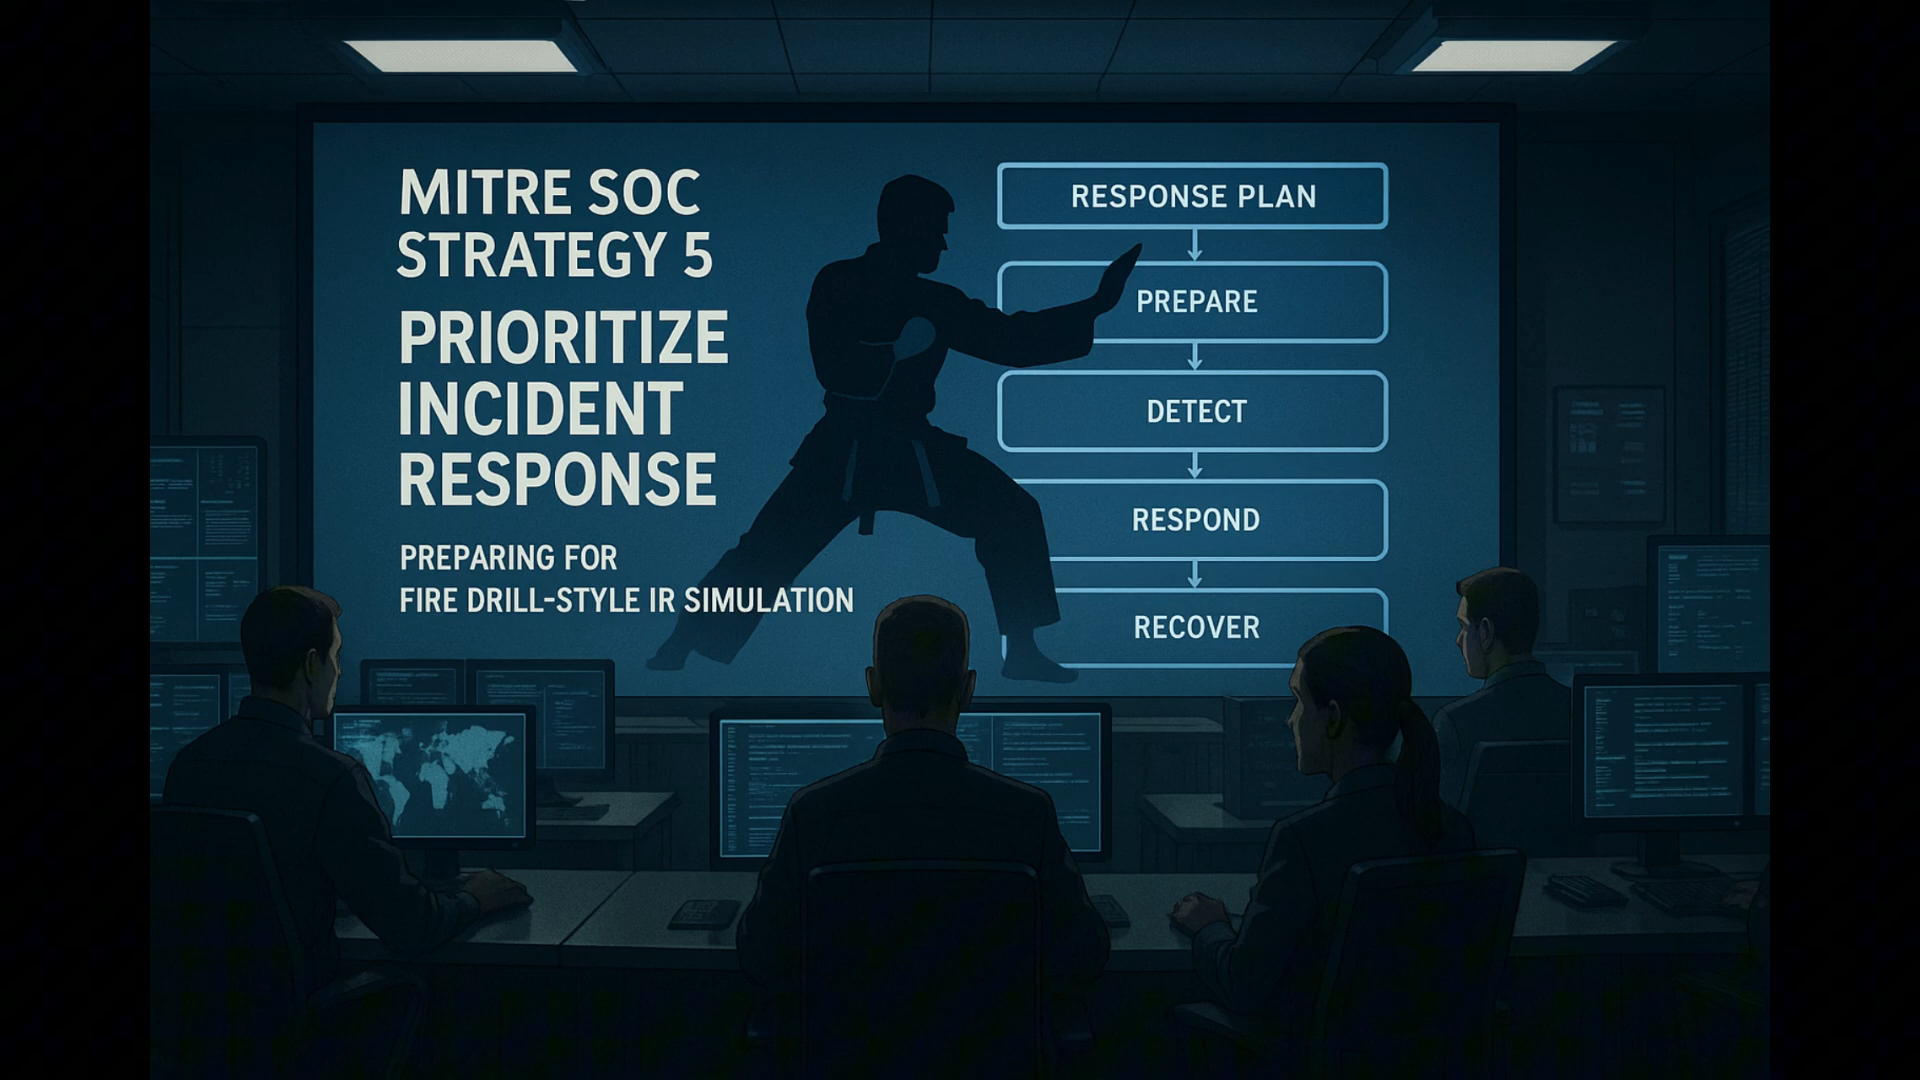 MITRE SOC
STRATEGY 5
PRIORITIZE
INCIDENT
RESPONSE
PREPARING FOR
FIRE DRILL-STYLE IR SIMULATION
RESPONSE PLAN
PREPARE
DETECT
RESPOND
RECOVER